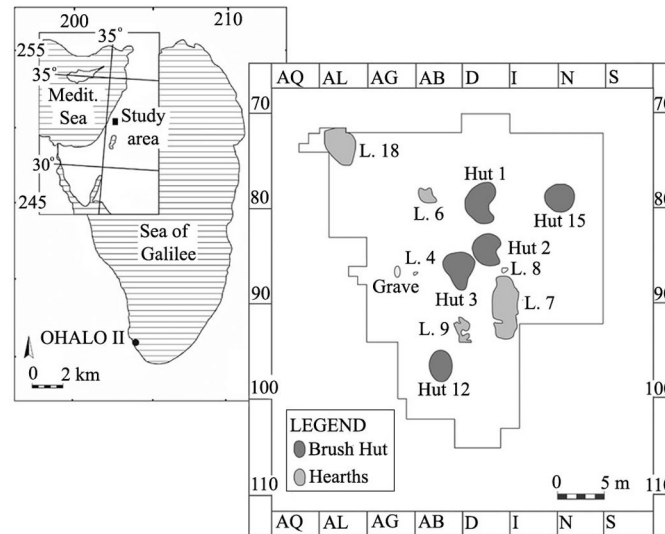 200
210
35°
255
35°
Medit.
Sea
Study
area
30°
245
Sea of
Galilee
OHALO II
0 2 km
AQ AL AG AB D I N S
70
70
L. 18
Hut 1
80
80
L. 6
Hut 15
L. 4
Hut 2
L. 8
Grave
Hut 3
L. 7
90
90
L. 9
Hut 12
100
100
LEGEND
Brush Hut
Hearths
0 5 m
110
110
AQ AL AG AB D I N S